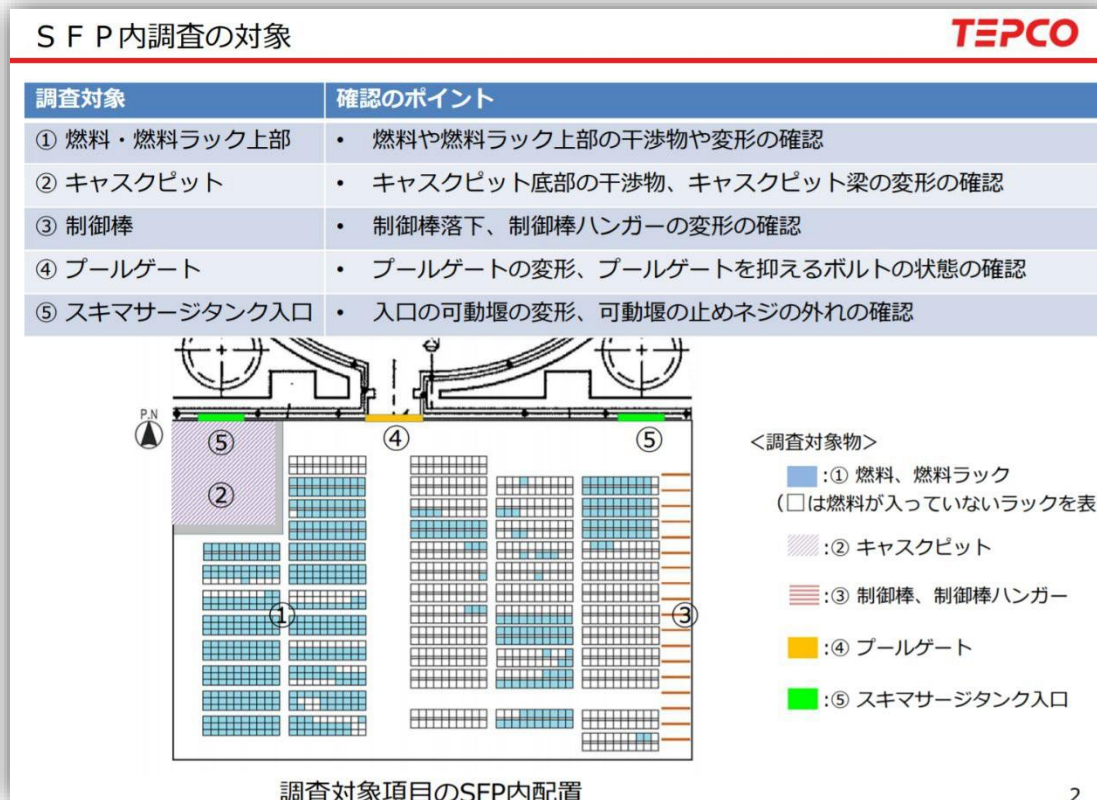 ＳＦＰ内調査の対象
TEPCO
調査対象 確認のポイント
① 燃料・燃料ラック上部 • 燃料や燃料ラック上部の干渉物や変形の確認
② キャスクピット • キャスクピット底部の干渉物、キャスクピット梁の変形の確認
③ 制御棒 • 制御棒落下、制御棒ハンガーの変形の確認
④ プールゲート • プールゲートの変形、プールゲートを抑えるボルトの状態の確認
⑤ スキマサージタンク入口 • 入口の可動堰の変形、可動堰の止めネジの外れの確認
P.N
⑤
④
⑤
②
①
③
＜調査対象物＞
:① 燃料、燃料ラック
（□は燃料が入っていないラックを表
:② キャスクピット
:③ 制御棒、制御棒ハンガー
:④ プールゲート
:⑤ スキマサージタンク入口
調査対象項目のSFP内配置
2